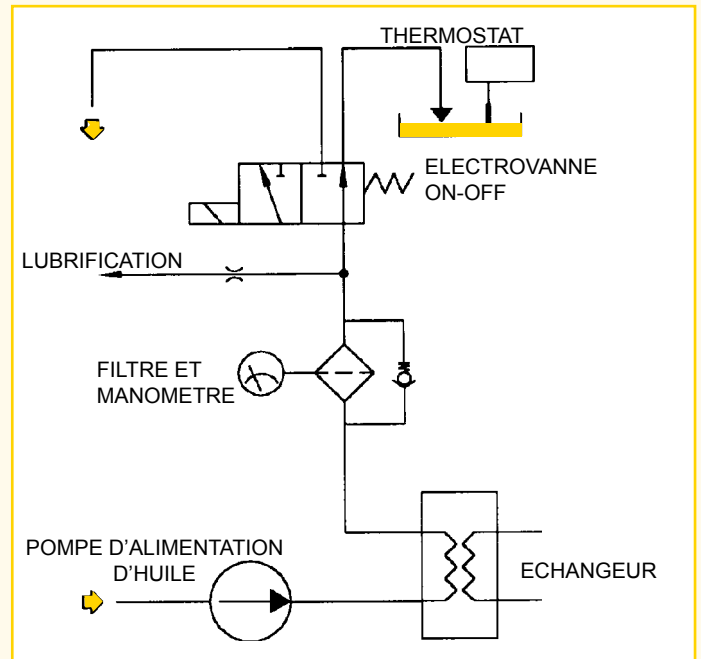 THERMOSTAT
ELECTROVANNE
ON-OFF
LUBRIFICATION
FILTRE ET
MANOMETRE
POMPE D'ALIMENTATION
D'HUILE
ECHANGEUR